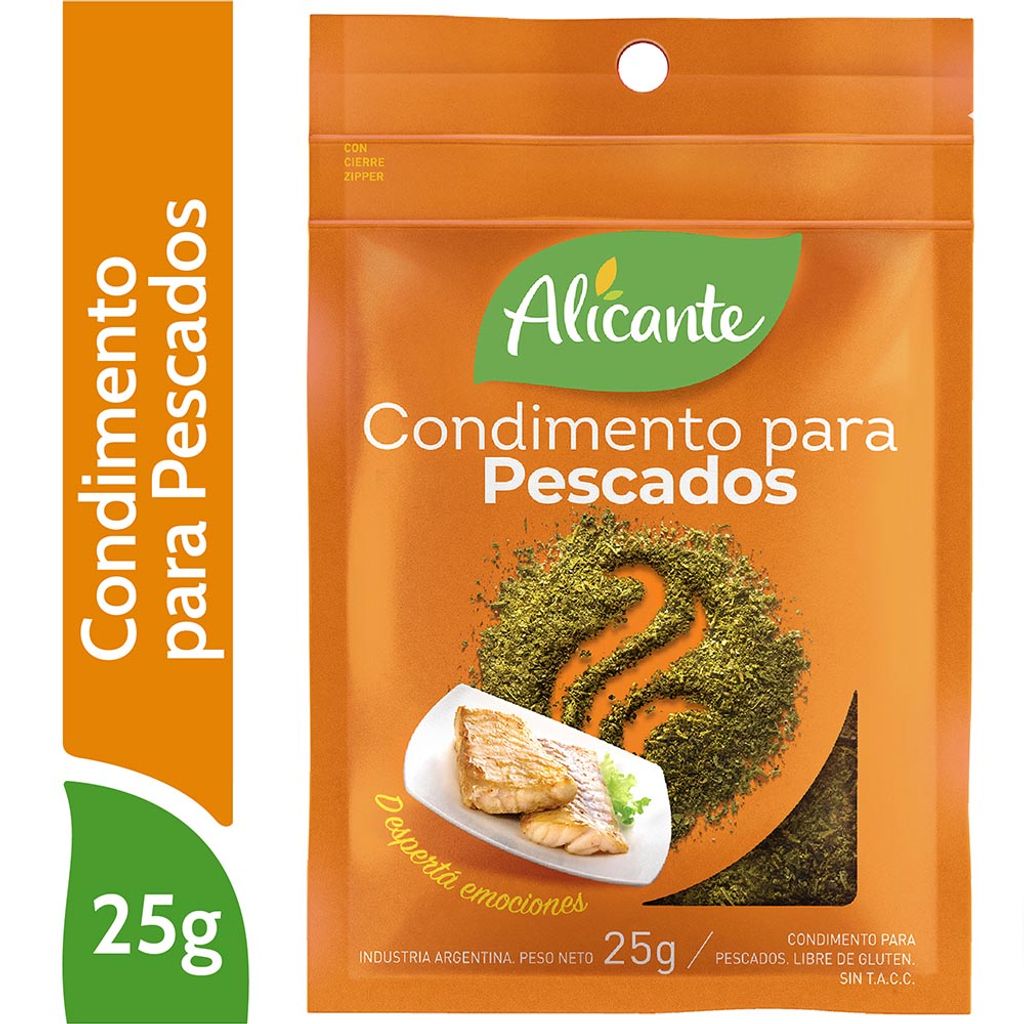 Condimento
para Pescados
25g
CON
CIERRE
ZIPPER
Alicante
Condimento para
Pescados
Despertá emociones
INDUSTRIA ARGENTINA. PESO NETO 25g / CONDIMENTO PARA
PESCADOS. LIBRE DE GLUTEN.
SIN T.A.C.C.